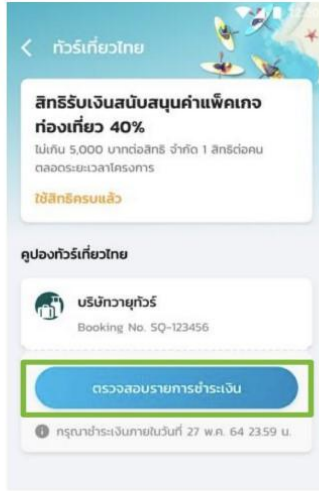 ทัวร์เที่ยวไทย
สิทธิรับเงินสนับสนุนค่าแพ็คเกจ
ท่องเที่ยว 40%
ไม่เกิน 5,000 บาทต่อสิทธิ จำกัด 1 สิทธิต่อคน
ตลอดระยะเวลาโครงการ
ใช้สิทธิครบแล้ว
คูปองทัวร์เที่ยวไทย
บริษัทวายุทัวร์
Booking No. SQ-123456
ตรวจสอบรายการชำระเงิน
กรุณาชำระเงินภายในวันที่ 27 พ.ค. 64 23.59 น.